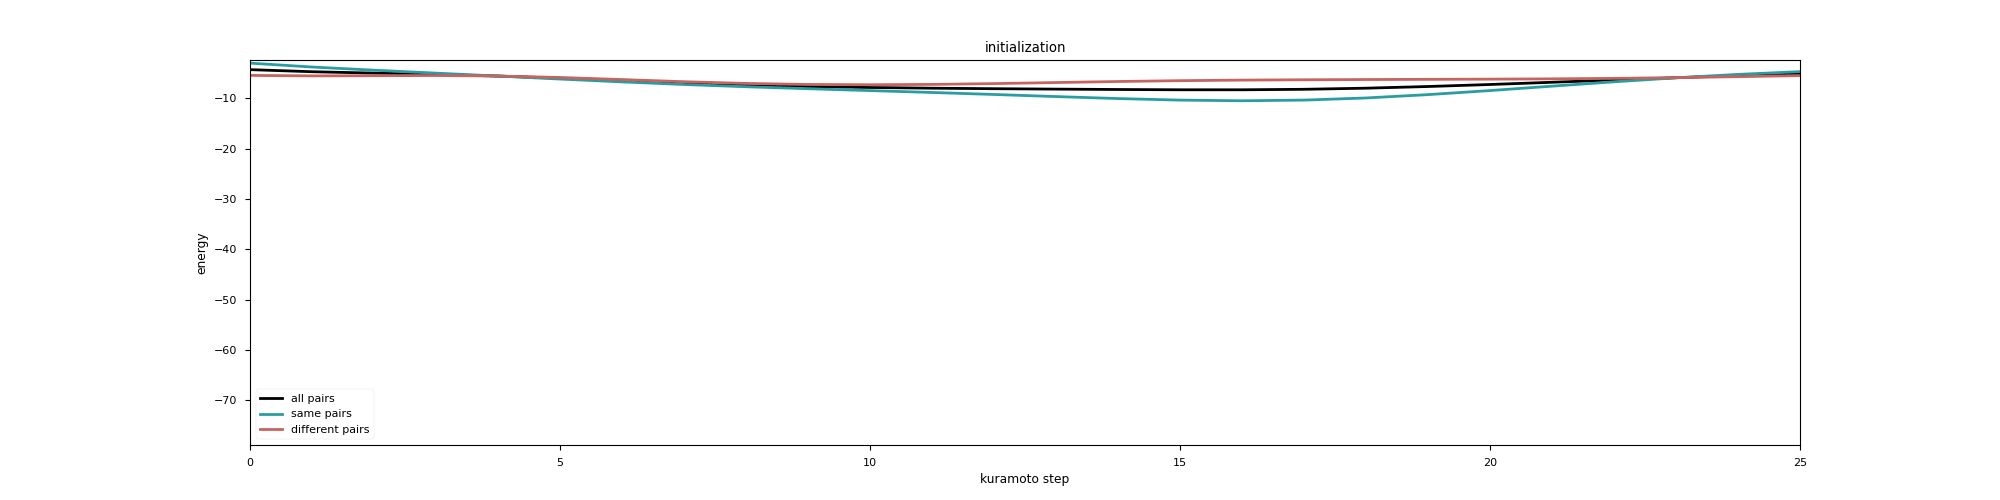 initialization
energy
−10
−20
−30
−40
−50
−60
−70
all pairs
same pairs
different pairs
0 5 10 15 20 25
kuramoto step